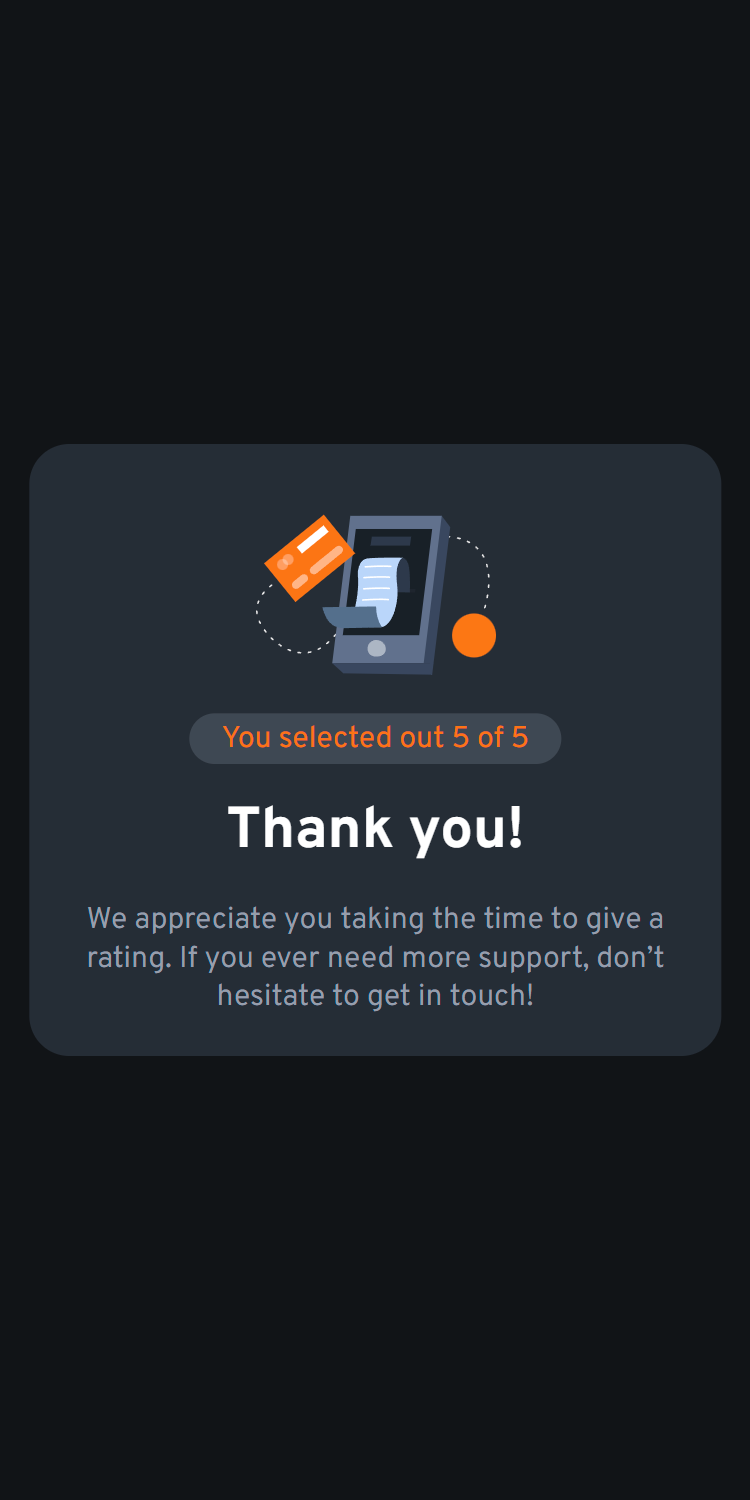 You selected out 5 of 5
Thank you!
We appreciate you taking the time to give a
rating. If you ever need more support, don’t
hesitate to get in touch!